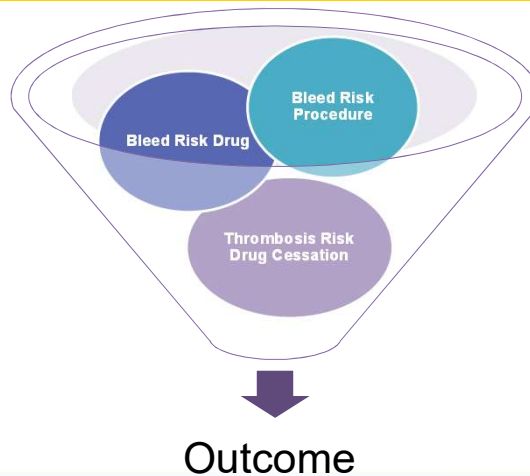 Bleed Risk
Procedure
Bleed Risk Drug
Thrombosis Risk
Drug Cessation
Outcome